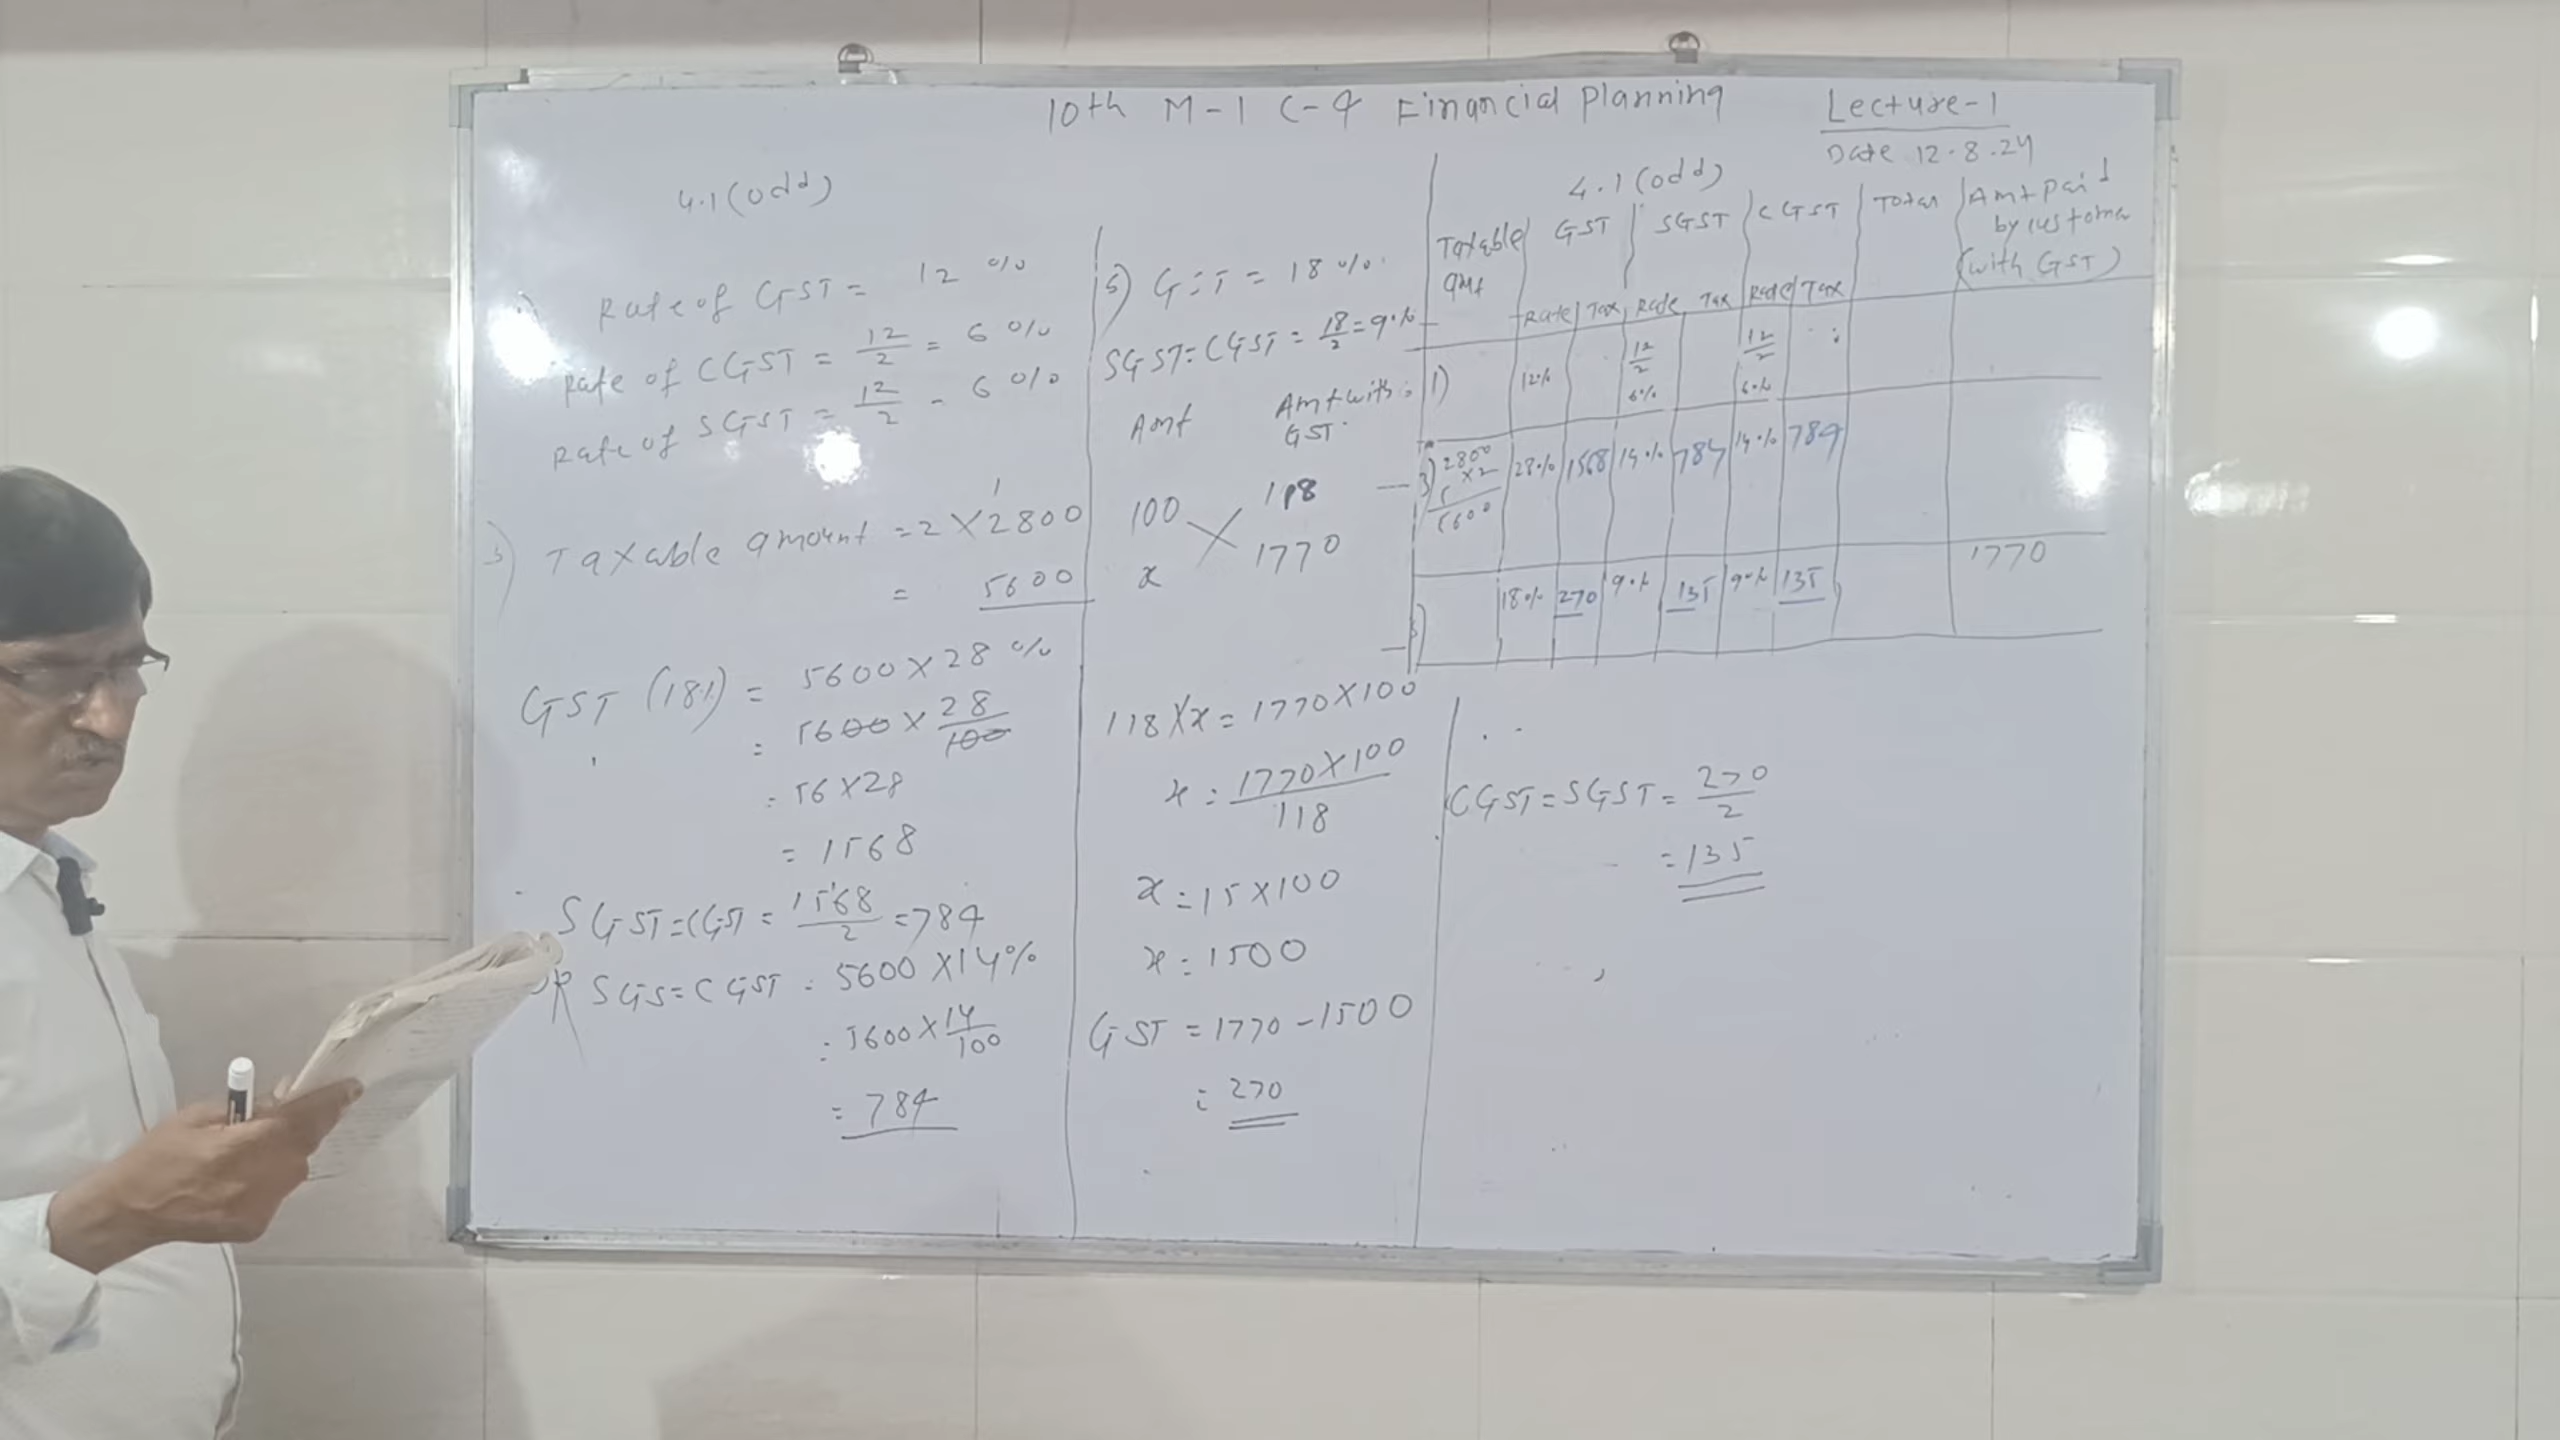 10th M-1 C-4 Financial Planning
Lecture-1
Date 12.8.24
4.1(odd)
Rate of GST = 12 %
Rate of CGST = 12/2 = 6 %
Rate of SGST = 12/2 = 6 %
Taxable amount = 2 X 2800
= 5600
GST (18%) = 5600 X 28 %
= 5600 X 28/100
= 56 X 28
= 1568
SGST = CGST = 1568/2 = 784
OR SGS = CGST = 5600 X 14%
= 5600 X 14/100
= 784
5) GST = 18 %
SGST = CGST = 18/2 = 9%
Amt Amt with GST
100 118
x 1770
118 X x = 1770 X 100
x = 1770 X 100 / 118
x = 15 X 100
x = 1500
GST = 1770 - 1500
= 270
4.1 (odd)
Taxable amt GST SGST CGST Total Amt paid by customer (with GST)
Rate Tax Rate Tax Rate Tax
1) 12% 12/2 6% 12/2 6%
3) 2800 X 2 5600 28% 1568 14% 784 14% 784
5) 18% 270 9% 135 9% 135 1770
CGST = SGST = 270/2
= 135